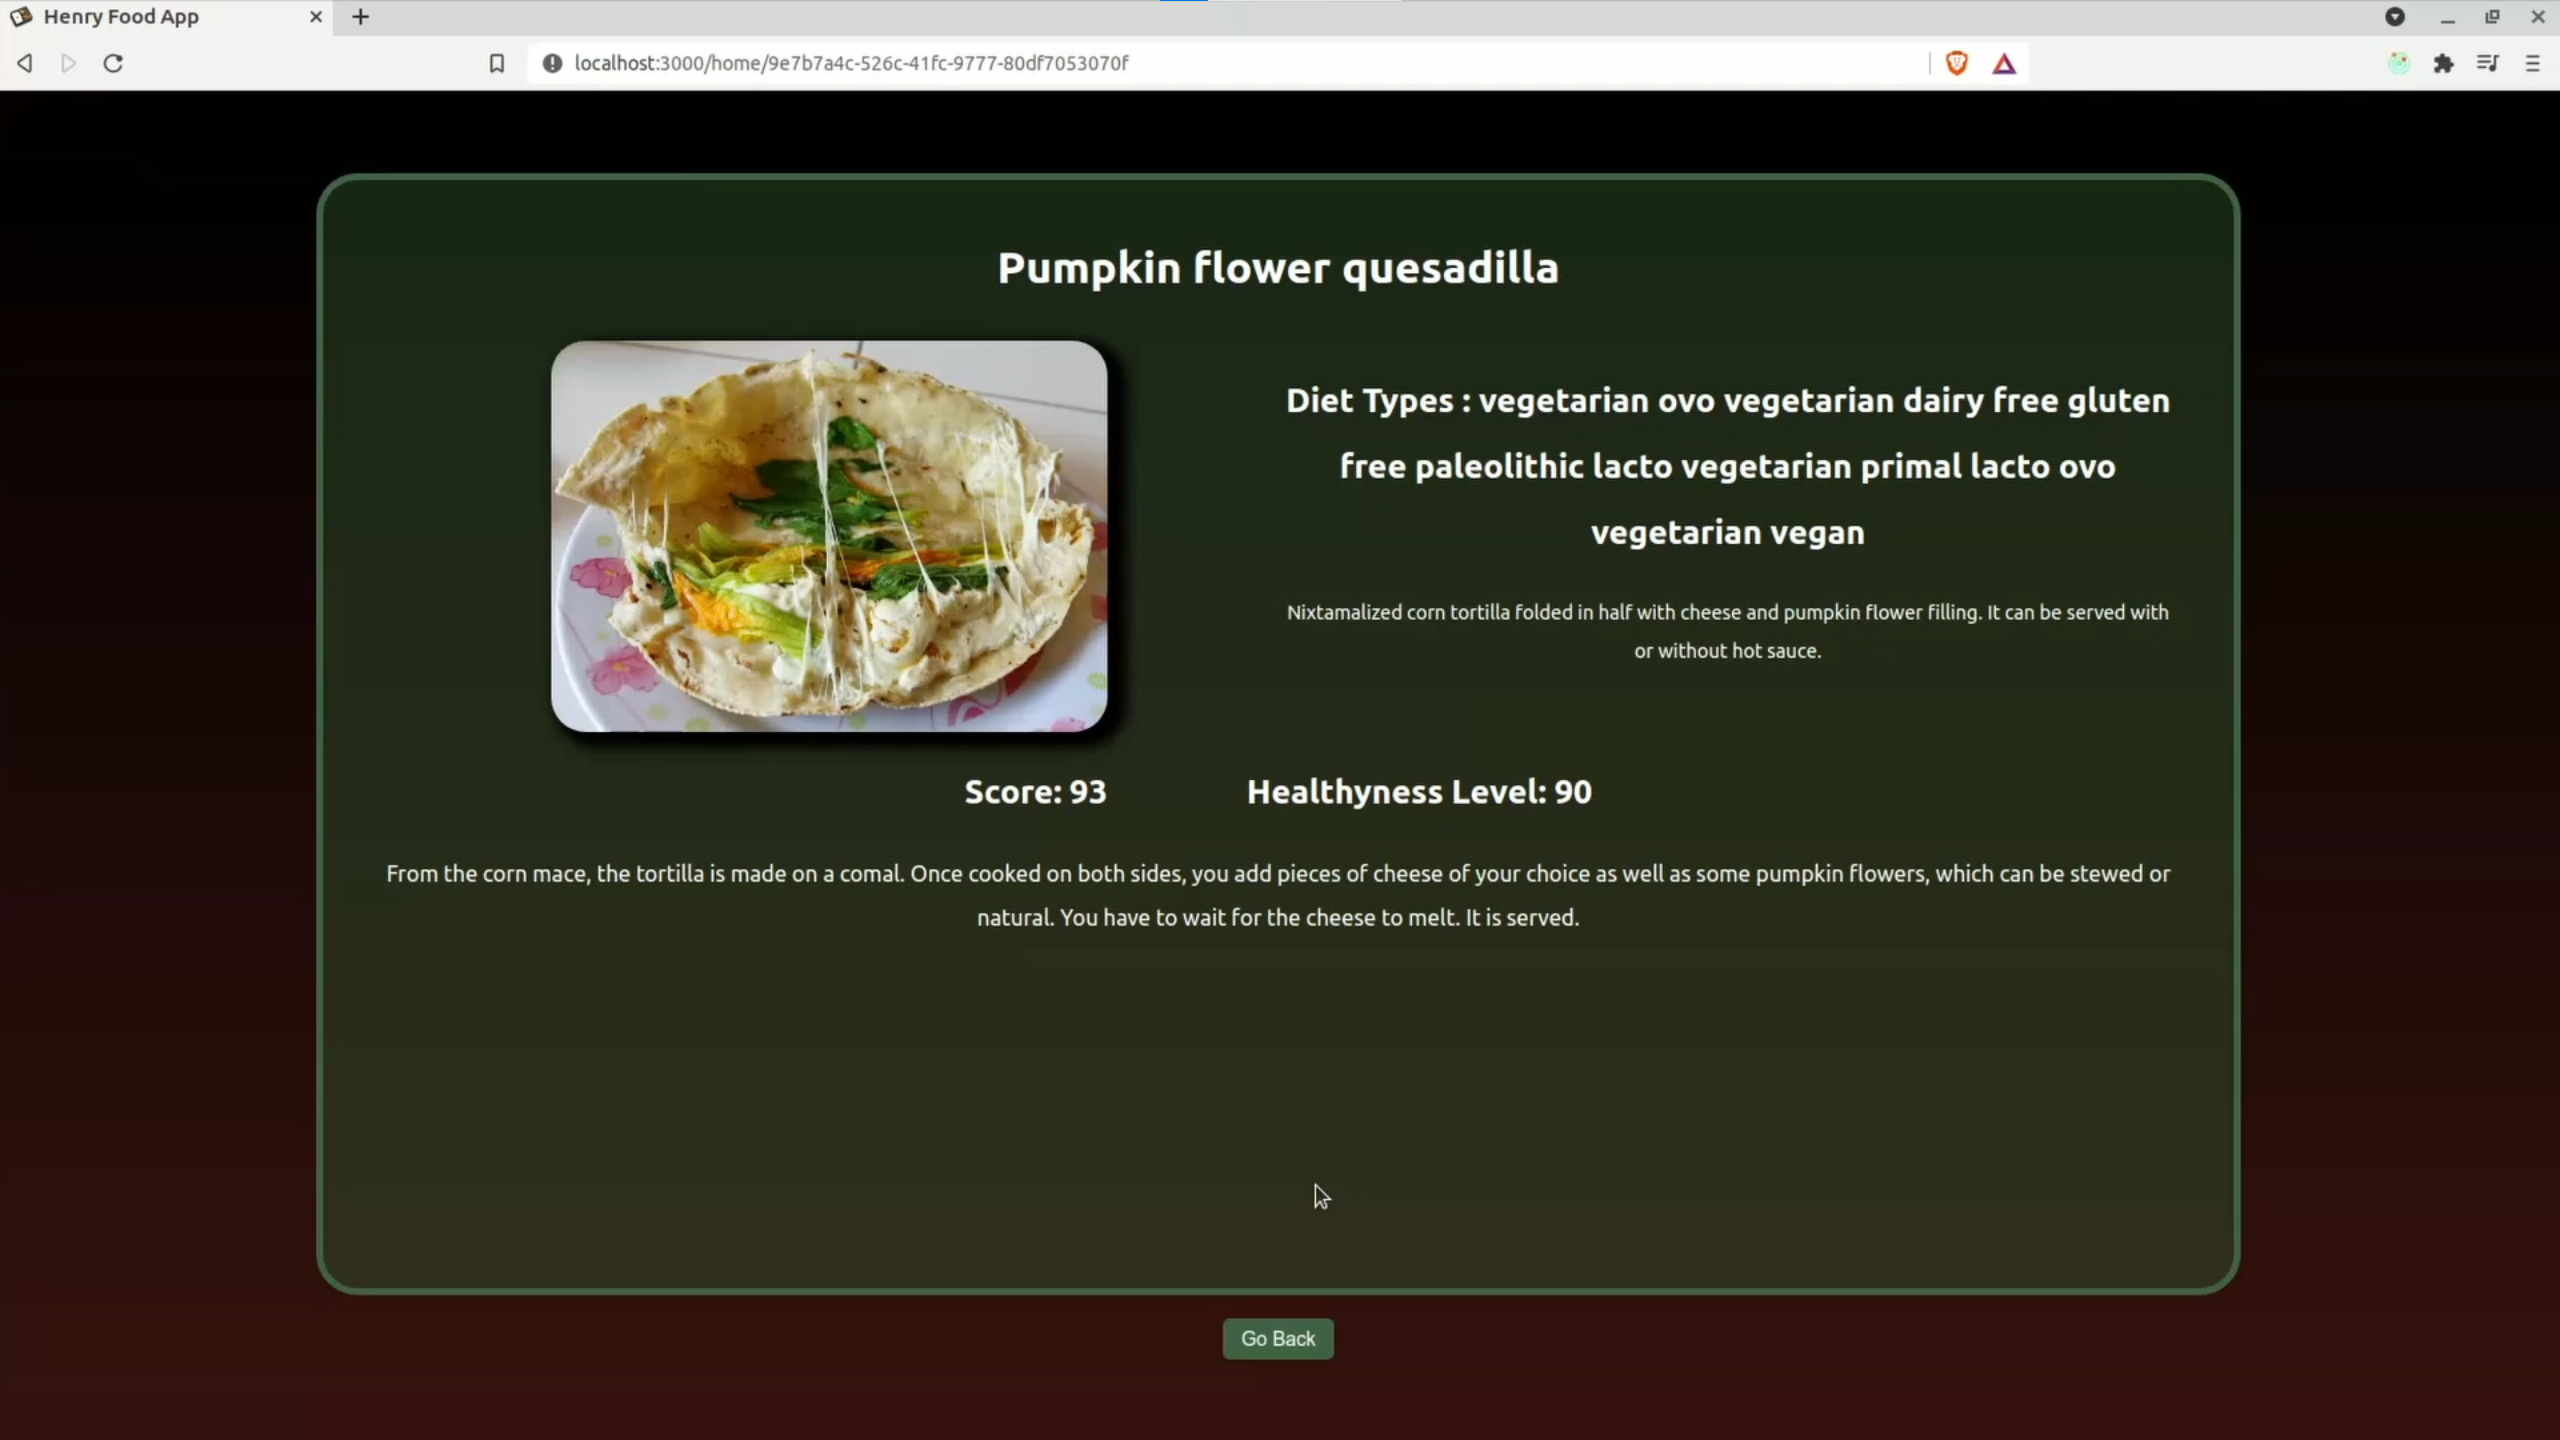 Henry Food App
localhost:3000/home/9e7b7a4c-526c-41fc-9777-80df7053070f
Pumpkin flower quesadilla
Diet Types : vegetarian ovo vegetarian dairy free gluten
free paleolithic lacto vegetarian primal lacto ovo
vegetarian vegan
Nixtamalized corn tortilla folded in half with cheese and pumpkin flower filling. It can be served with
or without hot sauce.
Score: 93
Healthyness Level: 90
From the corn mace, the tortilla is made on a comal. Once cooked on both sides, you add pieces of cheese of your choice as well as some pumpkin flowers, which can be stewed or
natural. You have to wait for the cheese to melt. It is served.
Go Back